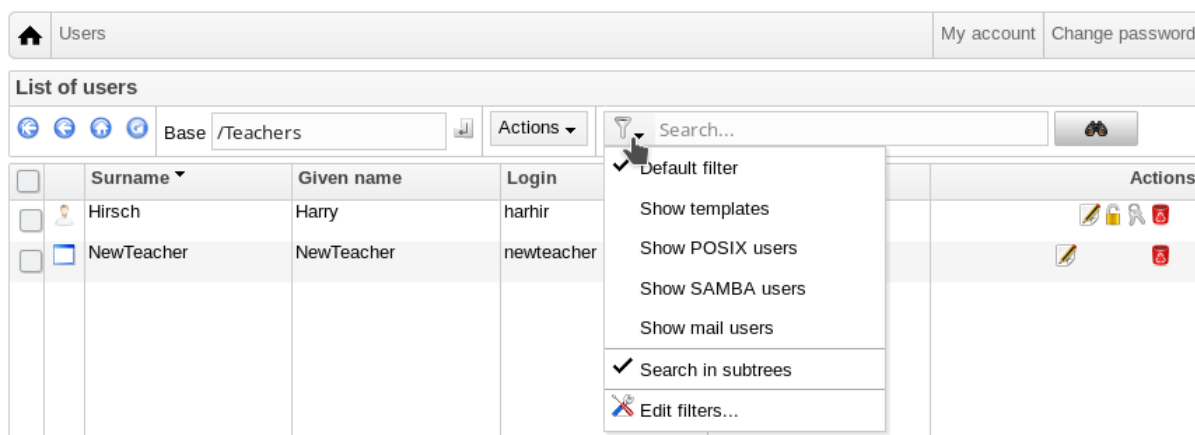 Users My account Change password
List of users
Base /Teachers Actions Search...
Surname Given name Login Actions
Default filter
Hirsch Harry harhir
Show templates
Show POSIX users
NewTeacher NewTeacher newteacher
Show SAMBA users
Show mail users
Search in subtrees
Edit filters...